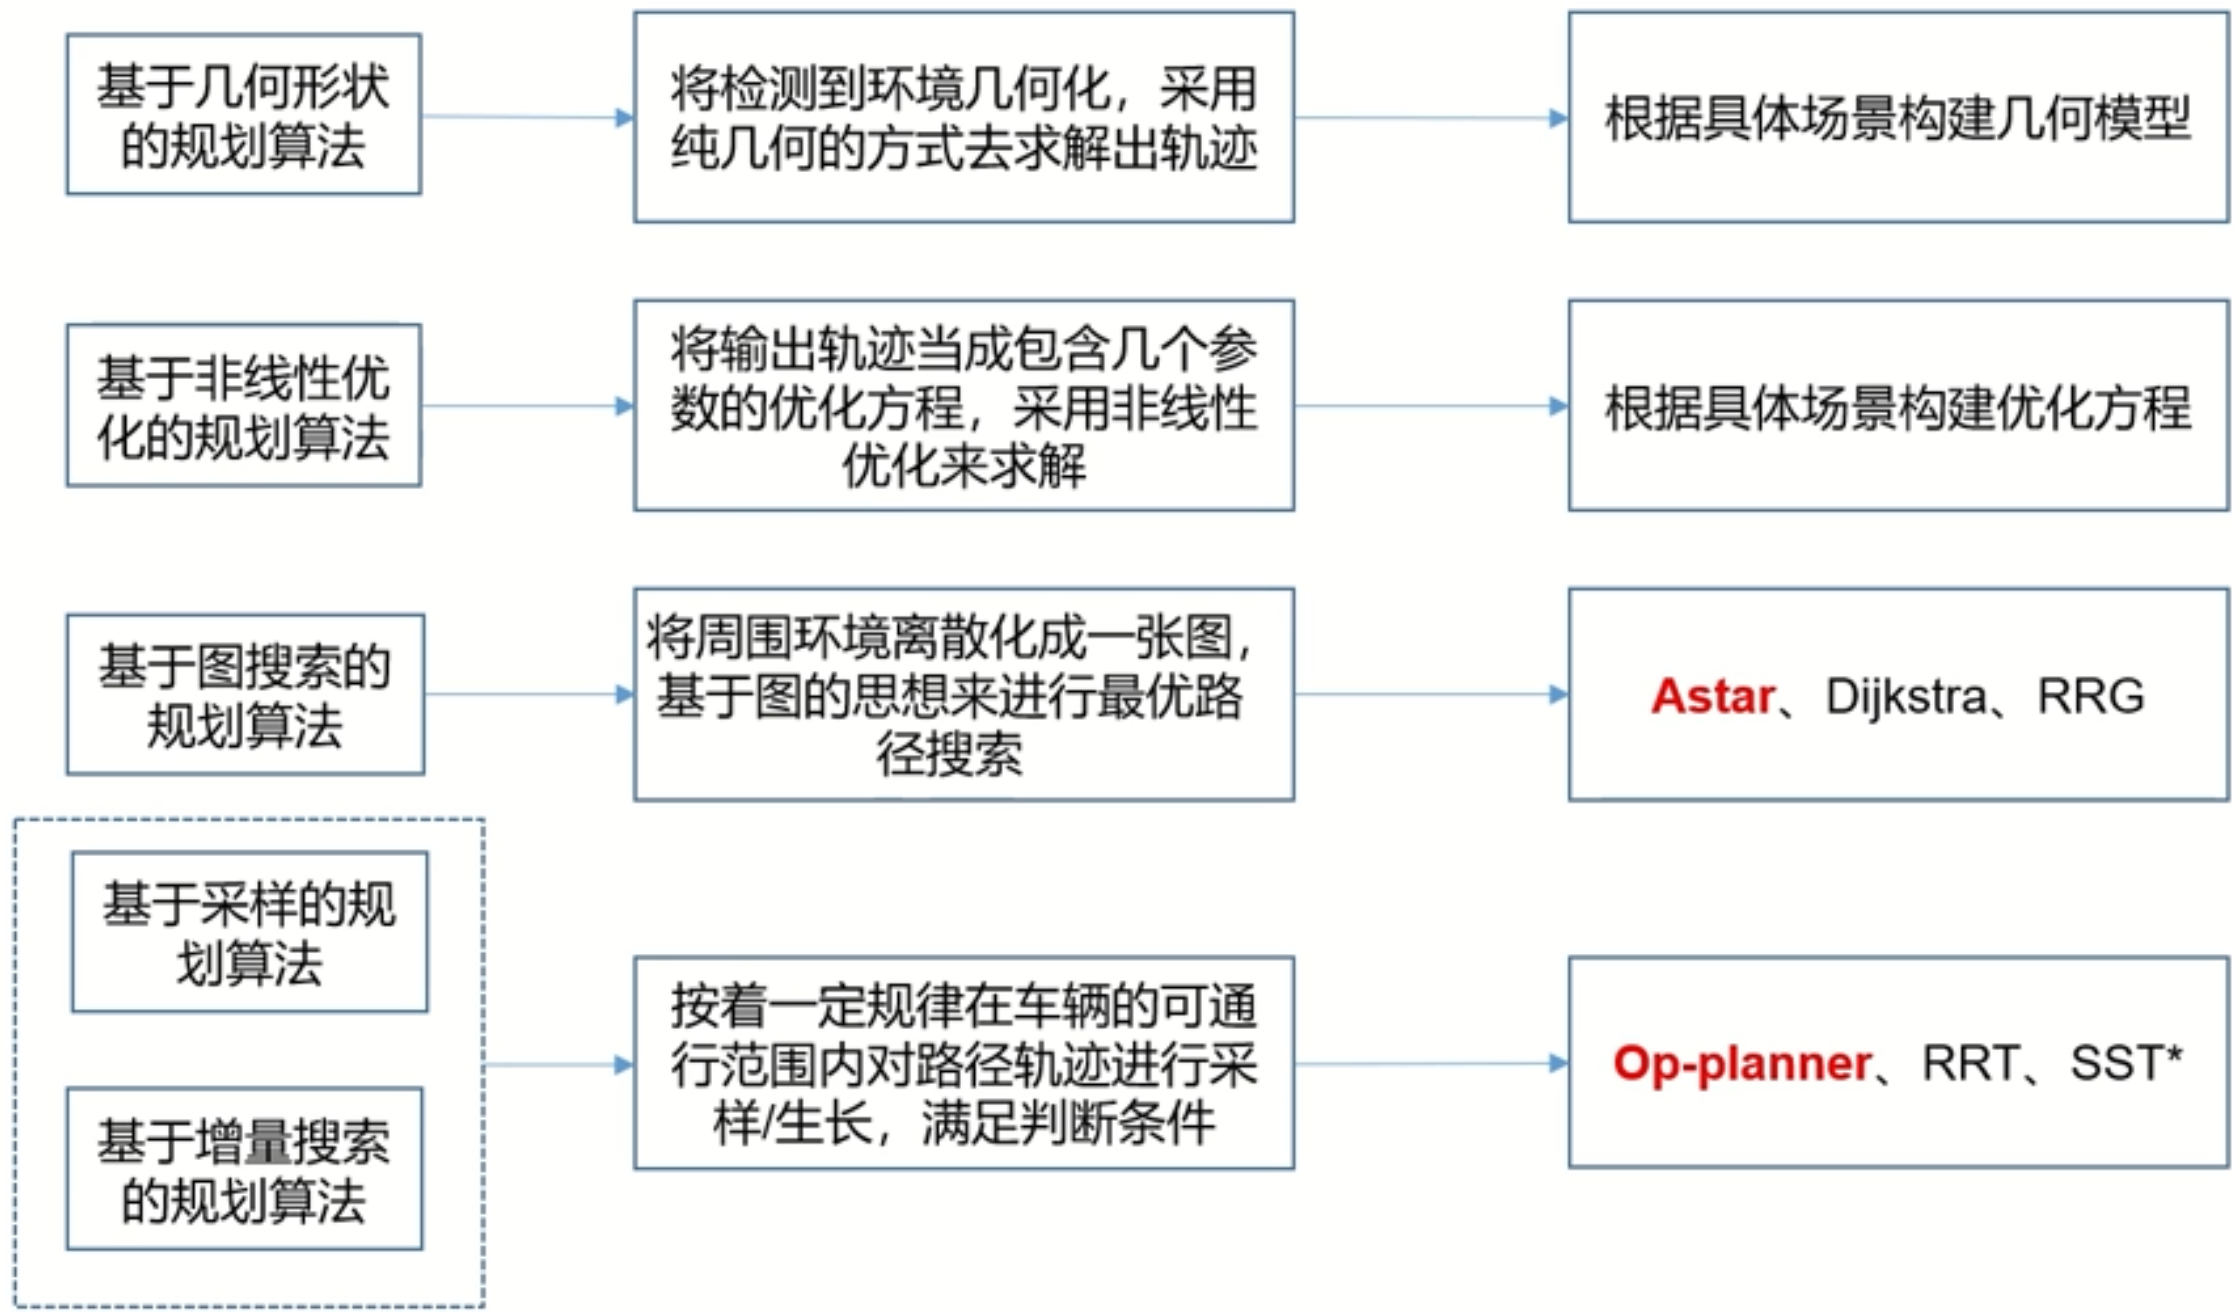 基于几何形状
的规划算法
将检测到环境几何化，采用
纯几何的方式去求解出轨迹
根据具体场景构建几何模型
基于非线性优
化的规划算法
将输出轨迹当成包含几个参
数的优化方程，采用非线性
优化来求解
根据具体场景构建优化方程
基于图搜索的
规划算法
将周围环境离散化成一张图，
基于图的思想来进行最优路
径搜索
Astar、Dijkstra、RRG
基于采样的规
划算法
基于增量搜索
的规划算法
按着一定规律在车辆的可通
行范围内对路径轨迹进行采
样/生长，满足判断条件
Op-planner、RRT、SST*